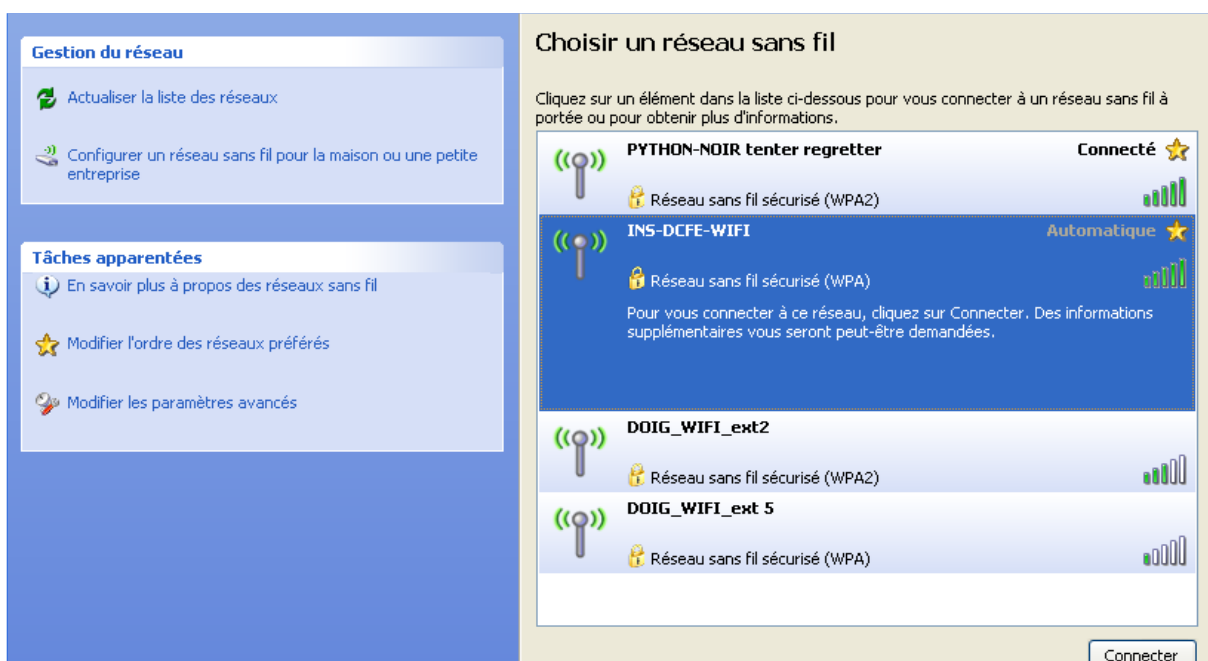 Gestion du réseau
Actualiser la liste des réseaux
Configurer un réseau sans fil pour la maison ou une petite
entreprise
Tâches apparentées
En savoir plus à propos des réseaux sans fil
Modifier l'ordre des réseaux préférés
Modifier les paramètres avancés
Choisir un réseau sans fil
Cliquez sur un élément dans la liste ci-dessous pour vous connecter à un réseau sans fil à
portée ou pour obtenir plus d'informations.
PYTHON-NOIR tenter regretter Connecté
Réseau sans fil sécurisé (WPA2)
INS-DCFE-WIFI Automatique
Réseau sans fil sécurisé (WPA)
Pour vous connecter à ce réseau, cliquez sur Connecter. Des informations
supplémentaires vous seront peut-être demandées.
DOIG_WIFI_ext2
Réseau sans fil sécurisé (WPA2)
DOIG_WIFI_ext 5
Réseau sans fil sécurisé (WPA)
Connecter